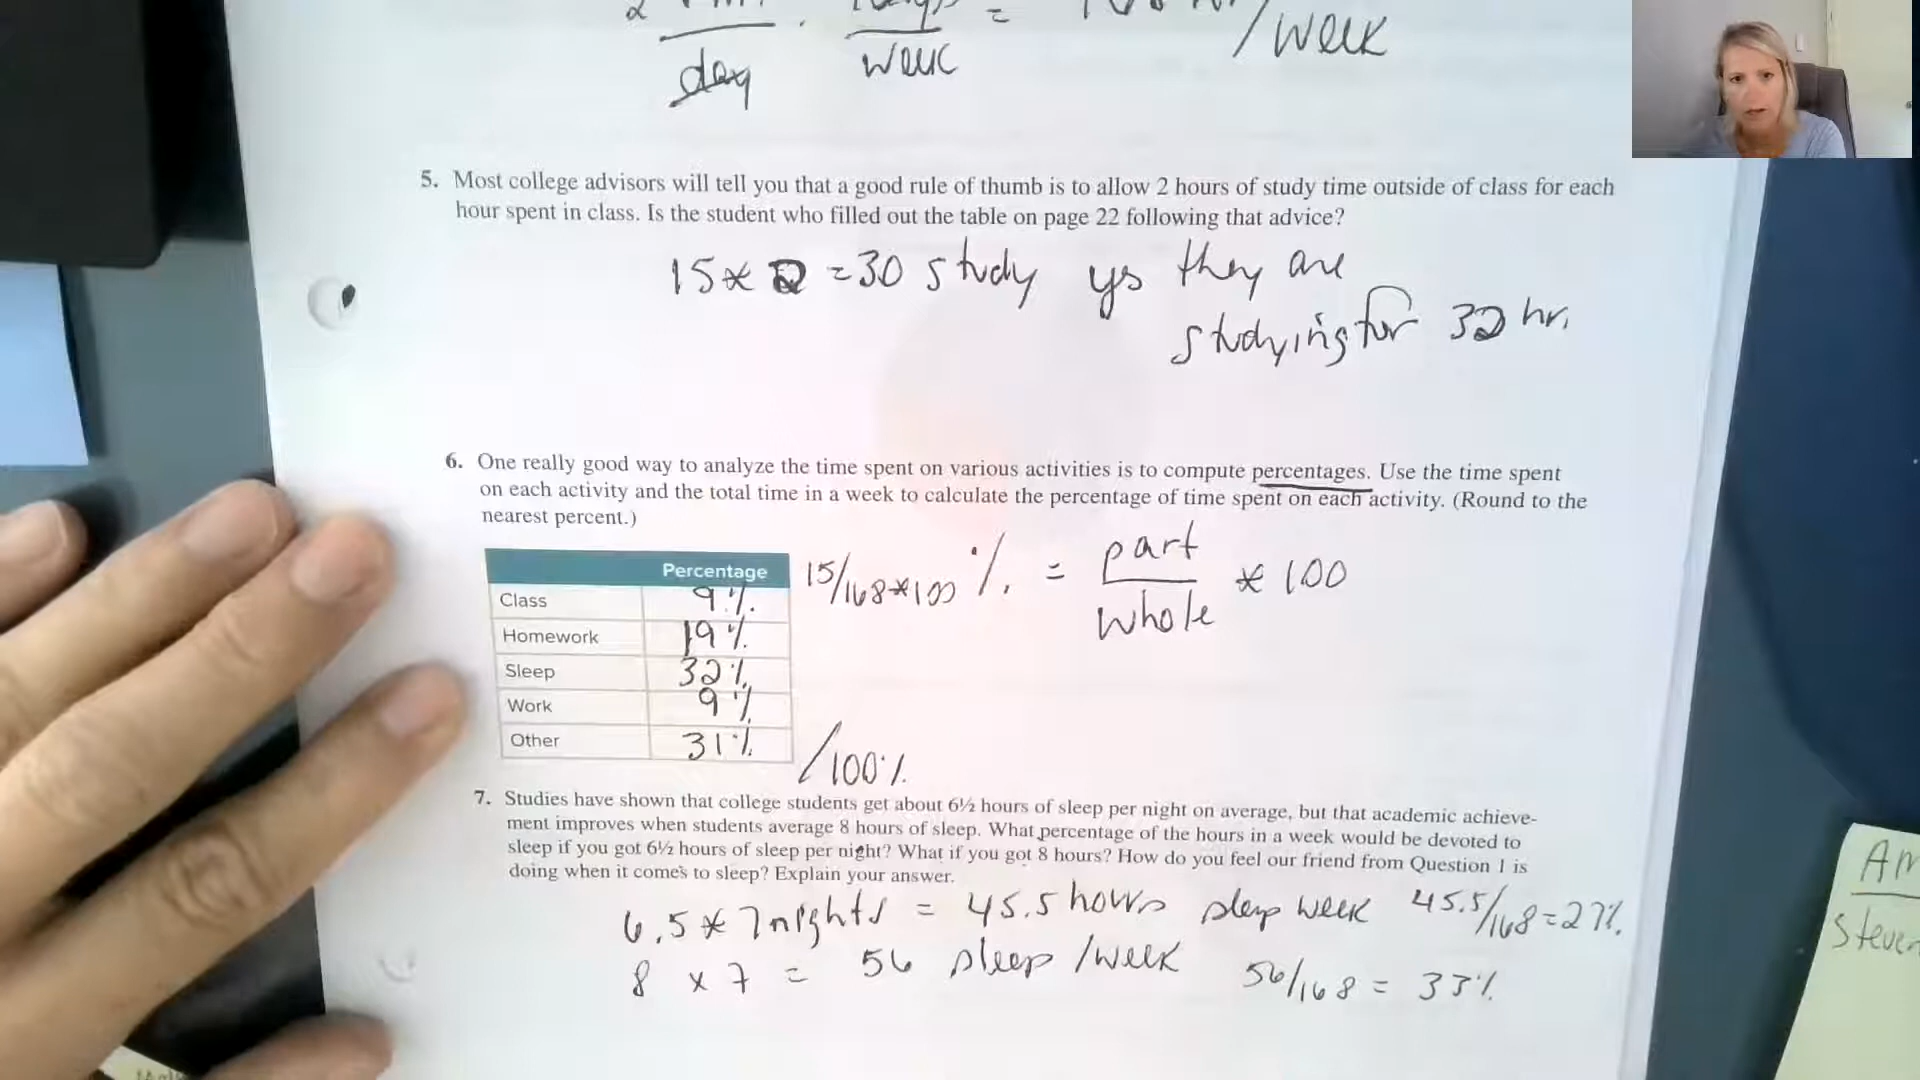 day week = /week
5. Most college advisors will tell you that a good rule of thumb is to allow 2 hours of study time outside of class for each
hour spent in class. Is the student who filled out the table on page 22 following that advice?
15 * 2 = 30 study ys they are
studying for 32 hr.
6. One really good way to analyze the time spent on various activities is to compute percentages. Use the time spent
on each activity and the total time in a week to calculate the percentage of time spent on each activity. (Round to the
nearest percent.)
Percentage
Class 9%
Homework 19%
Sleep 32%
Work 9%
Other 31%
15/168*100 % = part/whole * 100
/100%
7. Studies have shown that college students get about 6½ hours of sleep per night on average, but that academic achieve-
ment improves when students average 8 hours of sleep. What percentage of the hours in a week would be devoted to
sleep if you got 6½ hours of sleep per night? What if you got 8 hours? How do you feel our friend from Question 1 is
doing when it comes to sleep? Explain your answer.
6.5 * 7 nights = 45.5 hours sleep week 45.5/168=27%
8 x 7 = 56 sleep /week 56/168 = 33%